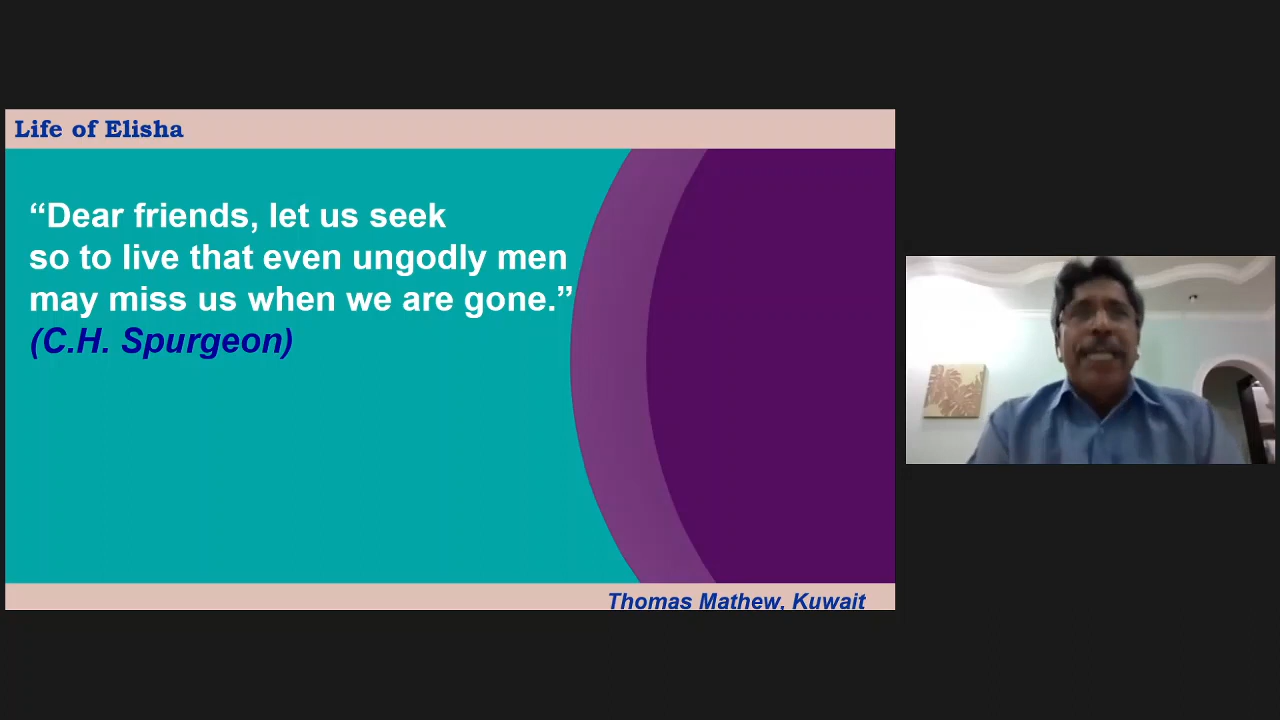 Life of Elisha
“Dear friends, let us seek
so to live that even ungodly men
may miss us when we are gone.”
(C.H. Spurgeon)
Thomas Mathew, Kuwait